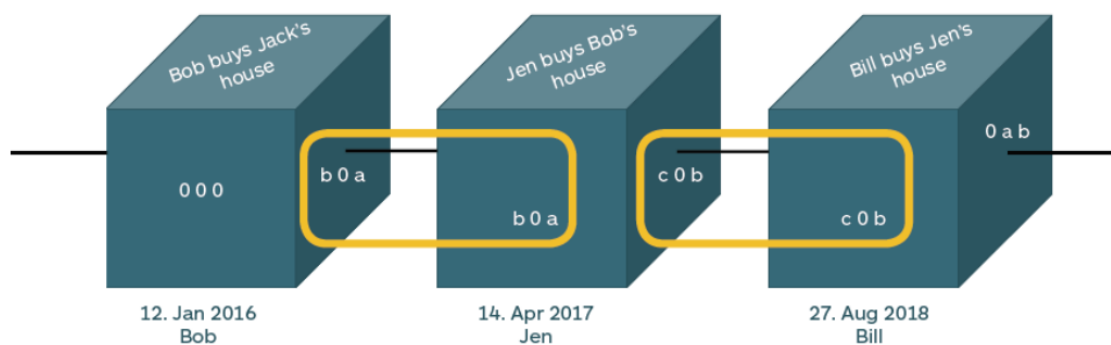 Bob buys Jack's
house
Jen buys Bob's
house
Bill buys Jen's
house
0 0 0
b 0 a
b 0 a
c 0 b
c 0 b
0 a b
12. Jan 2016
Bob
14. Apr 2017
Jen
27. Aug 2018
Bill